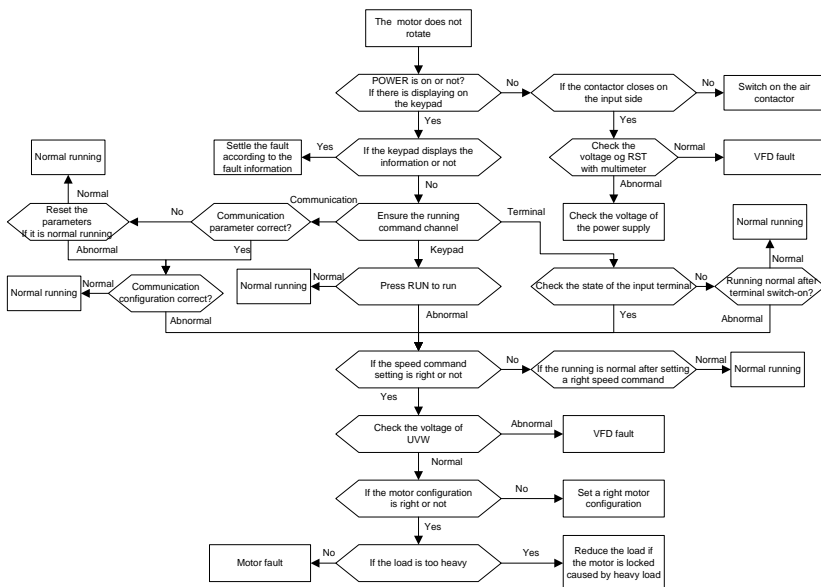 The motor does not
rotate
POWER is on or not?
If there is displaying on
the keypad
No
If the contactor closes on
the input side
No
Switch on the air
contactor
Yes
Yes
Settle the fault
according to the
fault information
Yes
If the keypad displays the
information or not
Check the
voltage og RST
with multimeter
Normal
VFD fault
Normal running
Normal
No
Abnormal
Reset the
parameters
If it is normal running
No
Communication
parameter correct?
Communication
Ensure the running
command channel
Terminal
Check the voltage of
the power supply
Normal running
Abnormal
Yes
Keypad
Normal
Normal running
Normal
Communication
configuration correct?
Normal running
Normal
Press RUN to run
Check the state of the input terminal
No
Running normal after
terminal switch-on?
Abnormal
Abnormal
Yes
Abnormal
If the speed command
setting is right or not
No
If the running is normal after setting
a right speed command
Normal
Normal running
Yes
Check the voltage of
UVW
Abnormal
VFD fault
Normal
If the motor configuration
is right or not
No
Set a right motor
configuration
Yes
Motor fault
No
If the load is too heavy
Yes
Reduce the load if
the motor is locked
caused by heavy load